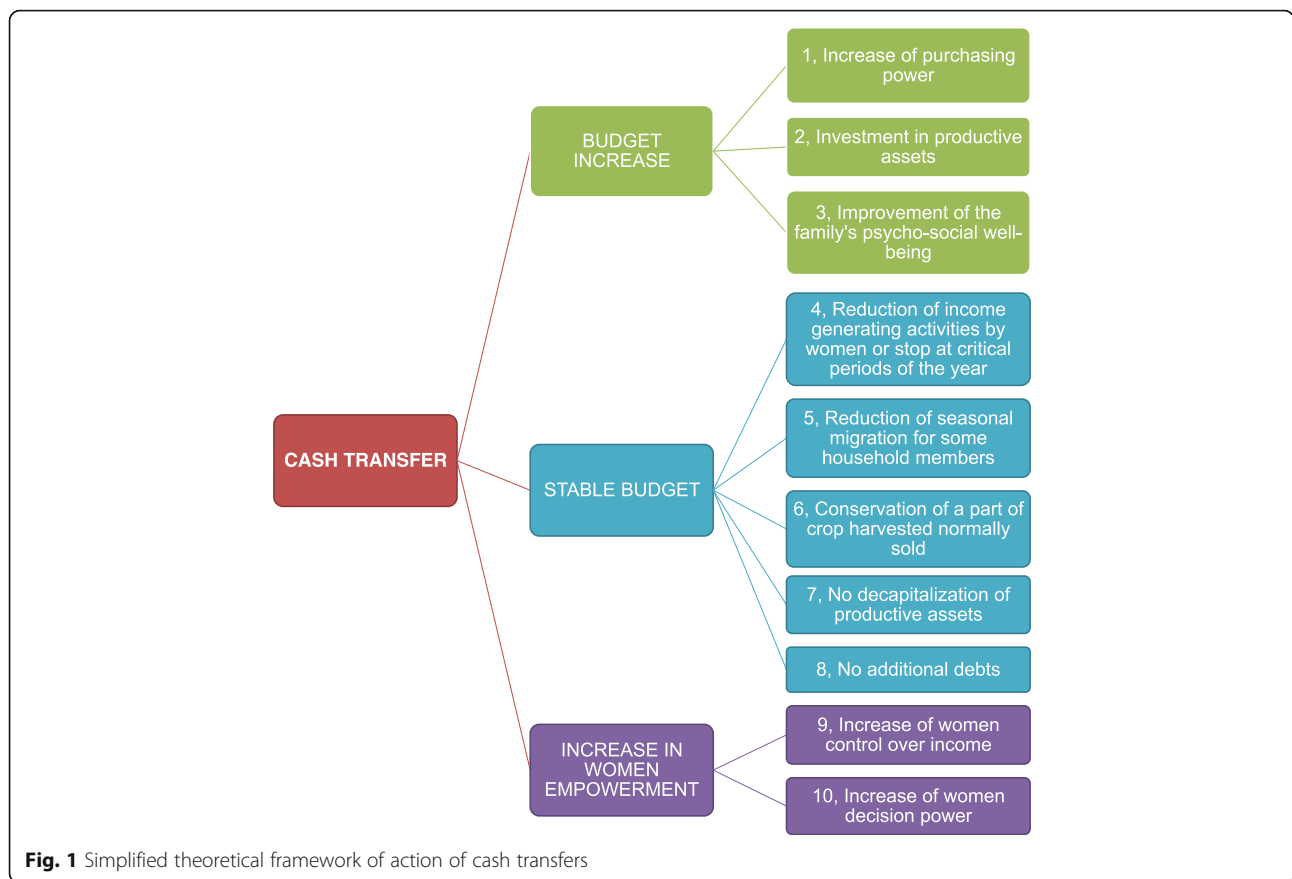 1, Increase of purchasing
power
BUDGET
INCREASE
2, Investment in productive
assets
3, Improvement of the
family's psycho-social well-
being
CASH TRANSFER
STABLE BUDGET
4, Reduction of income
generating activities by
women or stop at critical
periods of the year
5, Reduction of seasonal
migration for some
household members
6, Conservation of a part of
crop harvested normally
sold
7, No decapitalization of
productive assets
8, No additional debts
INCREASE IN
WOMEN
EMPOWERMENT
9, Increase of women
control over income
10, Increase of women
decision power
Fig. 1 Simplified theoretical framework of action of cash transfers